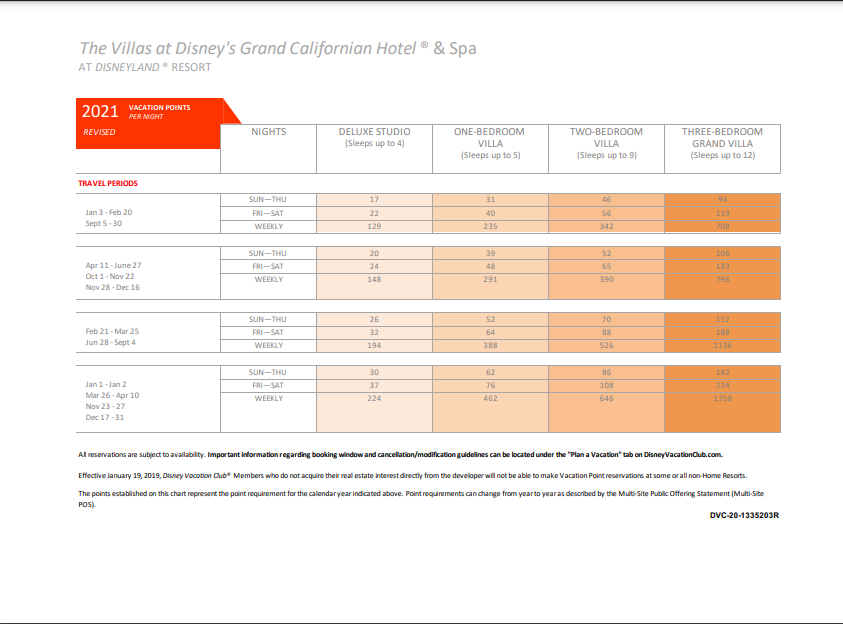 The Villas at Disney's Grand Californian Hotel ® & Spa
AT DISNEYLAND ® RESORT
2021 VACATION POINTS
PER NIGHT
REVISED
NIGHTS DELUXE STUDIO ONE-BEDROOM TWO-BEDROOM THREE-BEDROOM
(Sleeps up to 4) VILLA VILLA GRAND VILLA
(Sleeps up to 5) (Sleeps up to 9) (Sleeps up to 12)
TRAVEL PERIODS
SUN—THU 17 31 46 94
Jan 3 - Feb 20 FRI—SAT 22 40 56 119
Sept 5 - 30 WEEKLY 129 235 342 708
SUN—THU 20 39 52 106
Apr 11 - June 27 FRI—SAT 24 48 65 133
Oct 1 - Nov 22 WEEKLY 148 291 390 796
Nov 28 - Dec 16
SUN—THU 26 52 70 152
Feb 21 - Mar 25 FRI—SAT 32 64 88 188
Jun 28 - Sept 4 WEEKLY 194 388 526 1136
SUN—THU 30 62 86 182
Jan 1 - Jan 2 FRI—SAT 37 76 108 224
Mar 26 - Apr 10 WEEKLY 224 462 646 1358
Nov 23 - 27
Dec 17 - 31
All reservations are subject to availability. Important information regarding booking window and cancellation/modification guidelines can be located under the "Plan a Vacation" tab on DisneyVacationClub.com.
Effective January 19, 2019, Disney Vacation Club® Members who do not acquire their real estate interest directly from the developer will not be able to make Vacation Point reservations at some or all non-Home Resorts.
The points established on this chart represent the point requirement for the calendar year indicated above. Point requirements can change from year to year as described by the Multi-Site Public Offering Statement (Multi-Site
POS).
DVC-20-1335203R